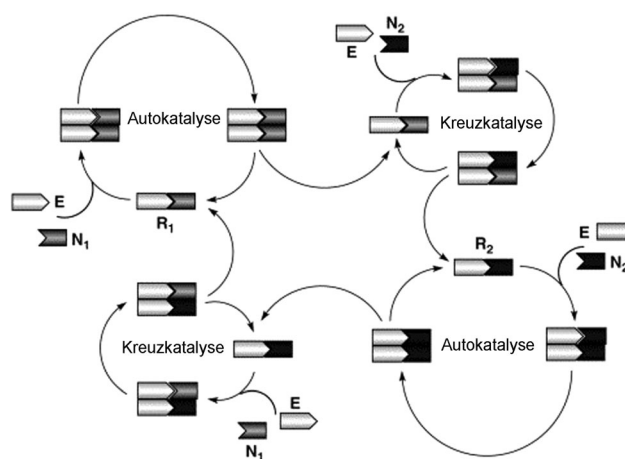 E
N₂
Autokatalyse
Kreuzkatalyse
E
N₁
R₁
R₂
E
N₂
Kreuzkatalyse
Autokatalyse
N₁
E